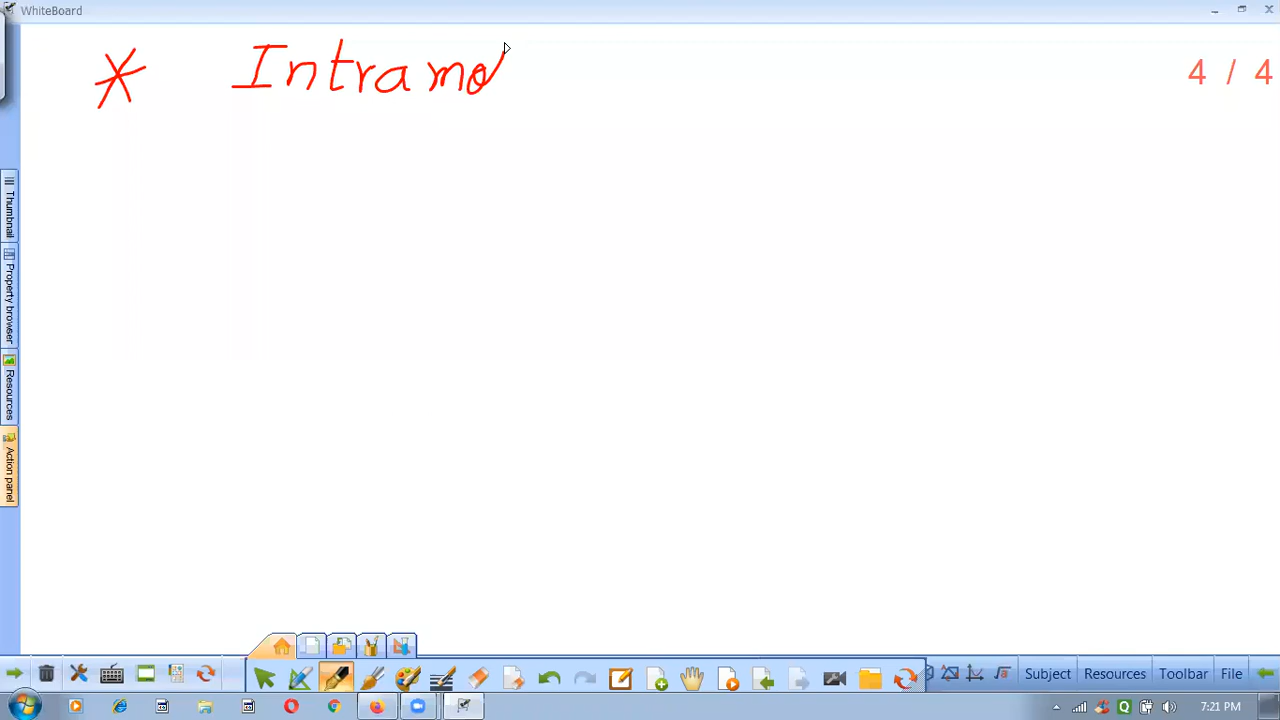 WhiteBoard
* Intramo
4 / 4
Thumbnail
Property browser
Resources
Action panel
Subject Resources Toolbar File
7:21 PM